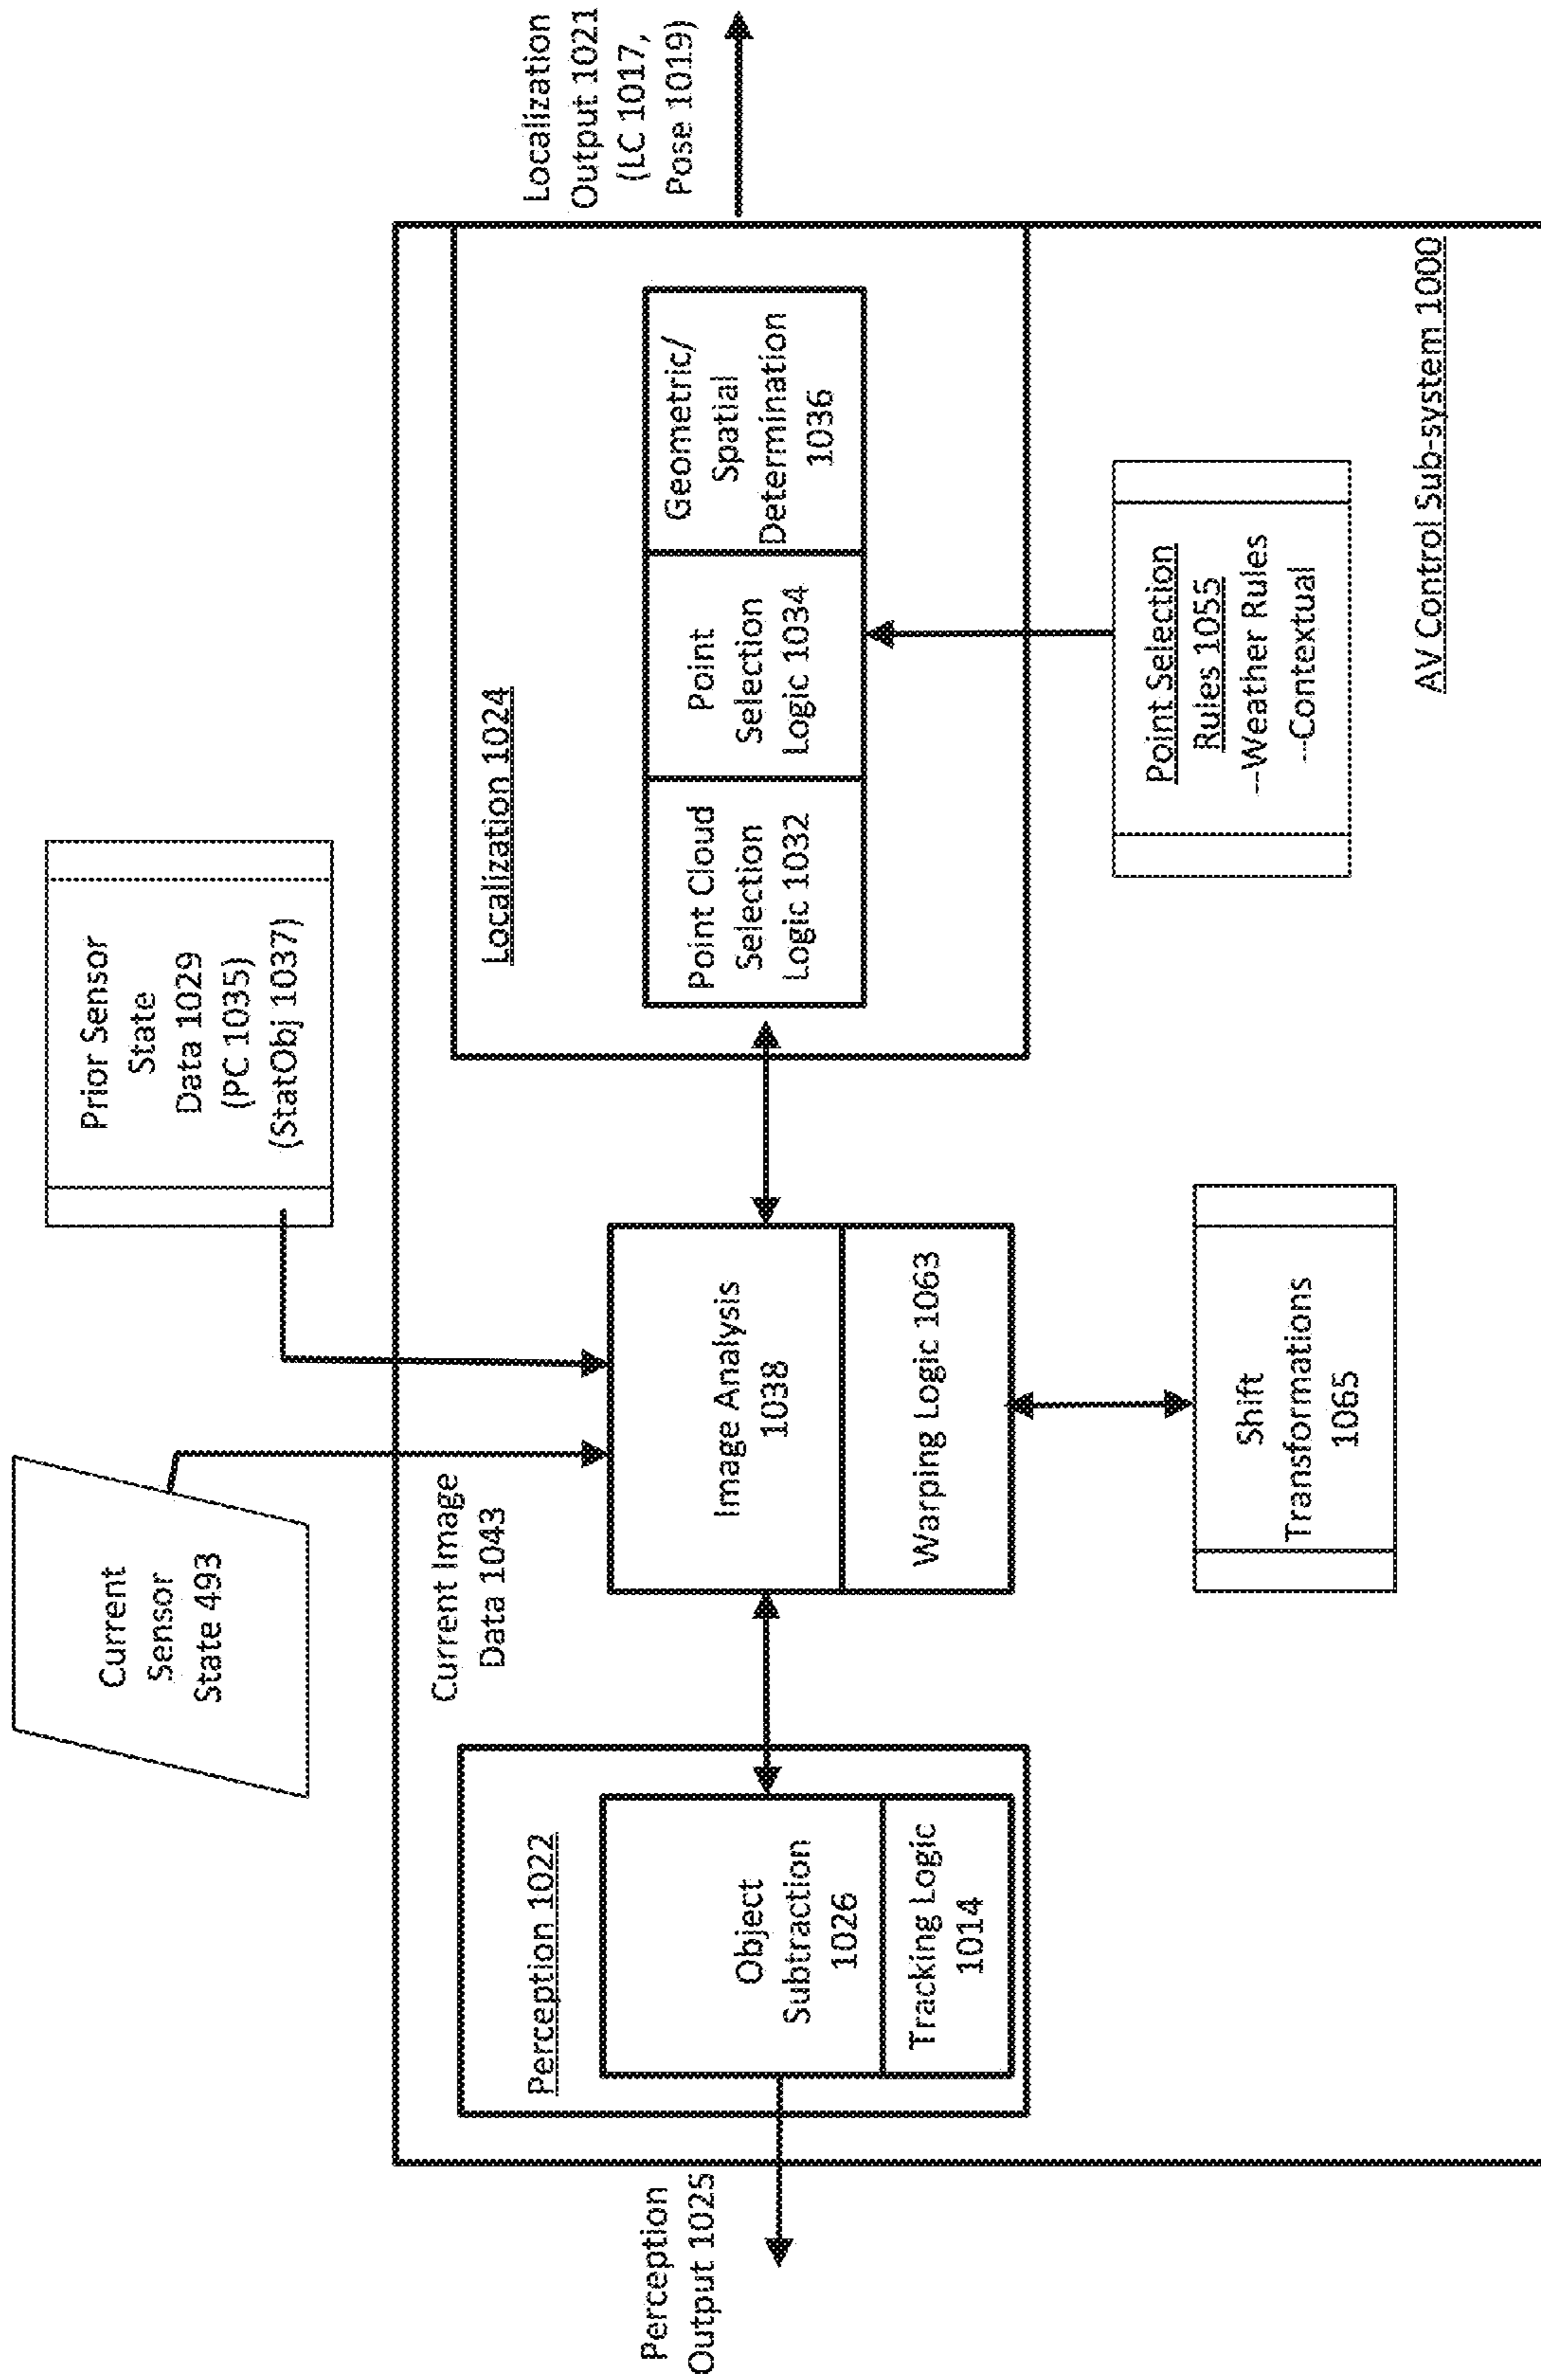 Current
Sensor
State 493
Prior Sensor
State
Data 1029
(PC 1035)
(StatObj 1037)
Perception
Output 1025
Current Image
Data 1043
Localization
Output 1021
(LC 1017,
Pose 1019)
Perception 1022
Object
Subtraction
1026
Tracking Logic
1014
Image Analysis
1038
Warping Logic 1063
Localization 1024
Point Cloud
Selection
Logic 1032
Point
Selection
Logic 1034
Geometric/
Spatial
Determination
1036
Shift
Transformations
1065
Point Selection
Rules 1055
--Weather Rules
--Contextual
AV Control Sub-system 1000